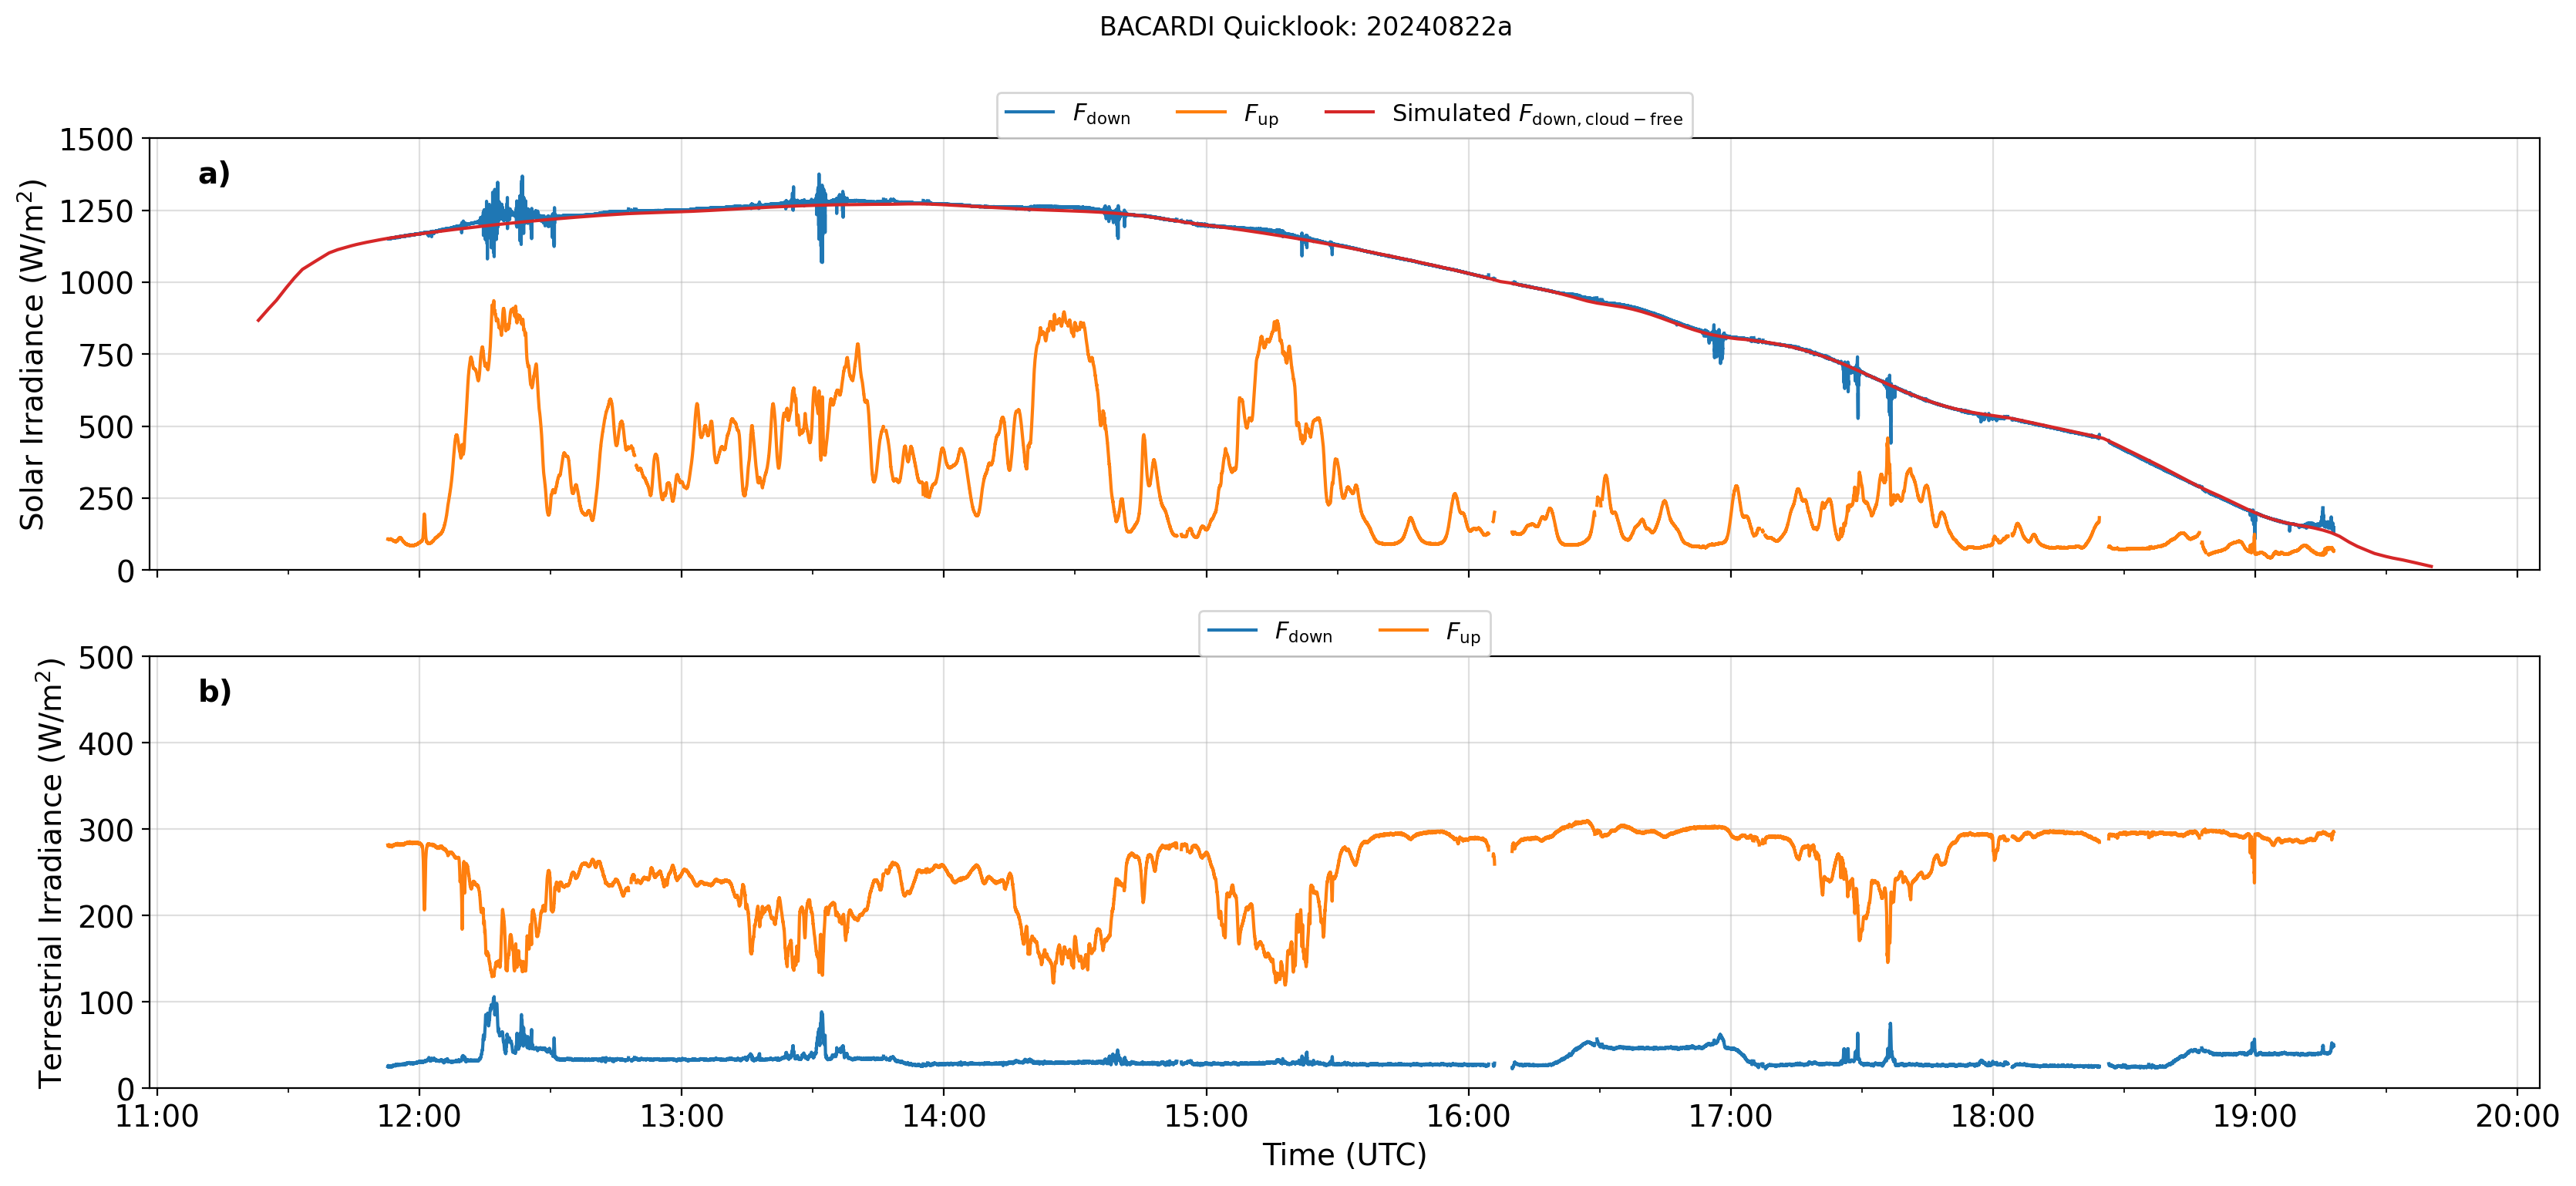 BACARDI Quicklook: 20240822a
F_down F_up Simulated F_down, cloud−free
a)
Solar Irradiance (W/m²)
1500
1250
1000
750
500
250
0
F_down F_up
b)
Terrestrial Irradiance (W/m²)
500
400
300
200
100
0
11:00 12:00 13:00 14:00 15:00 16:00 17:00 18:00 19:00 20:00
Time (UTC)